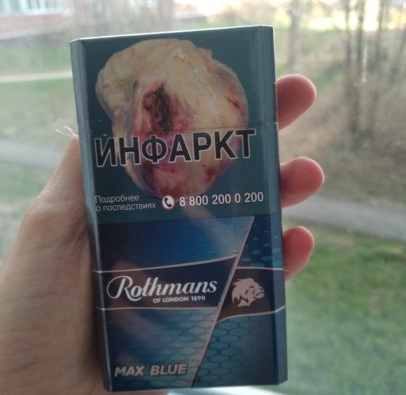 ИНФАРКТ
Подробнее
о последствиях 8 800 200 0 200
Rothmans
OF LONDON 1890
MAX BLUE